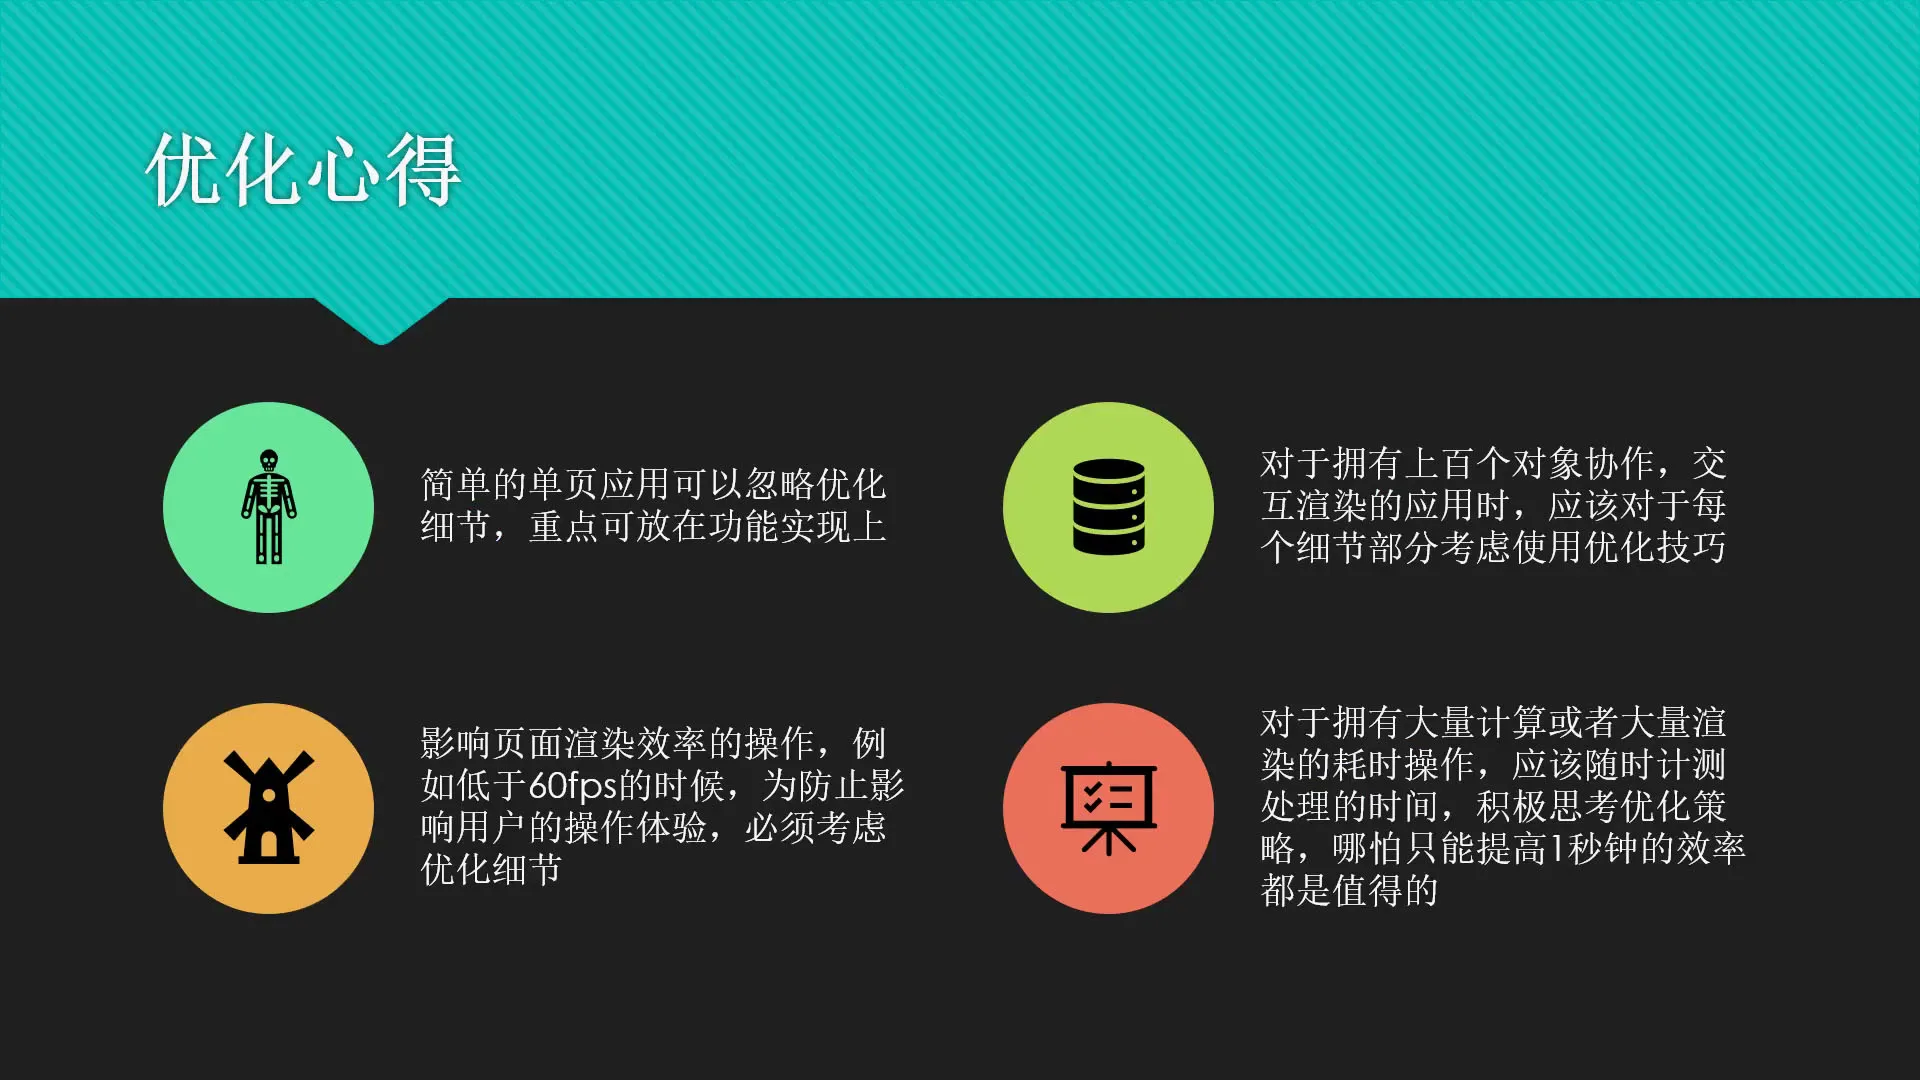 优化心得
简单的单页应用可以忽略优化
细节，重点可放在功能实现上
对于拥有上百个对象协作，交
互渲染的应用时，应该对于每
个细节部分考虑使用优化技巧
影响页面渲染效率的操作，例
如低于60fps的时候，为防止影
响用户的操作体验，必须考虑
优化细节
对于拥有大量计算或者大量渲
染的耗时操作，应该随时计测
处理的时间，积极思考优化策
略，哪怕只能提高1秒钟的效率
都是值得的